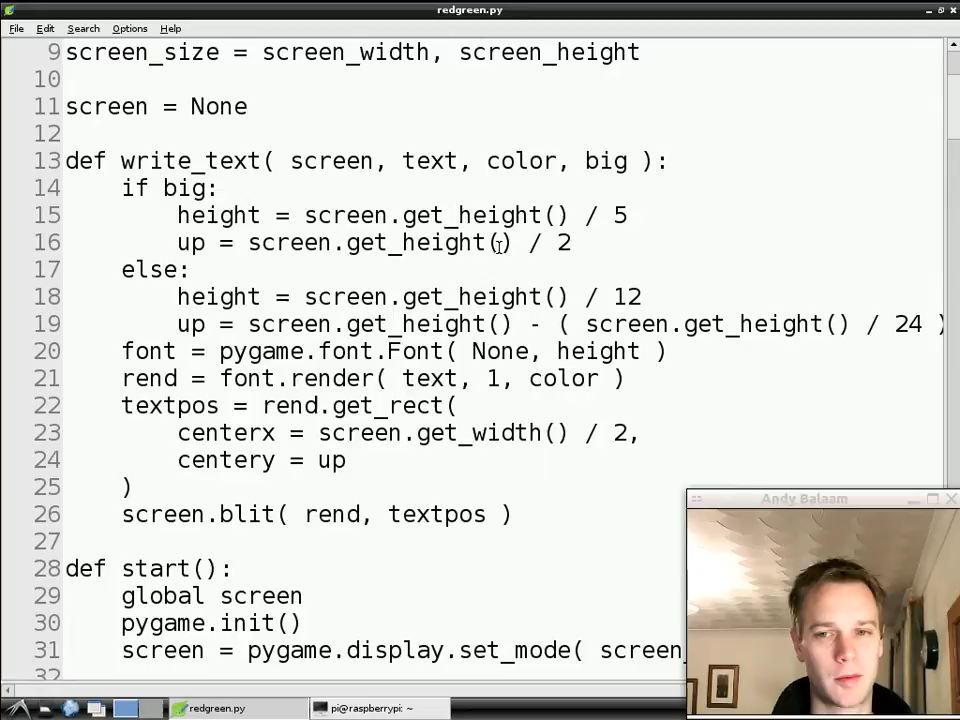 redgreen.py
File Edit Search Options Help
9 screen_size = screen_width, screen_height
10
11 screen = None
12
13 def write_text( screen, text, color, big ):
14 if big:
15 height = screen.get_height() / 5
16 up = screen.get_height() / 2
17 else:
18 height = screen.get_height() / 12
19 up = screen.get_height() - ( screen.get_height() / 24 )
20 font = pygame.font.Font( None, height )
21 rend = font.render( text, 1, color )
22 textpos = rend.get_rect(
23 centerx = screen.get_width() / 2,
24 centery = up
25 )
26 screen.blit( rend, textpos )
27
28 def start():
29 global screen
30 pygame.init()
31 screen = pygame.display.set_mode( screen_
32
Andy Balaam
redgreen.py pi@raspberrypi: ~